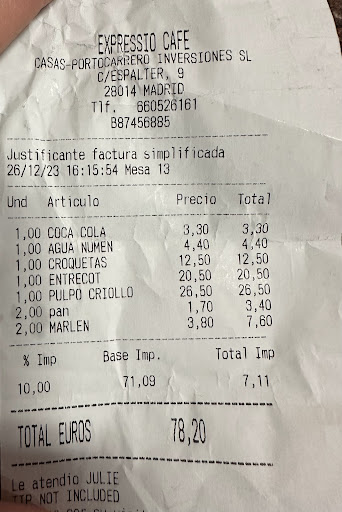 EXPRESSIO CAFE
CASAS-PORTOCARRERO INVERSIONES SL
C/ESPALTER, 9
28014 MADRID
Tlf. 660526161
B87456885
Justificante factura simplificada
26/12/23 16:15:54 Mesa 13
Und Articulo Precio Total
1,00 COCA COLA 3,30 3,30
1,00 AGUA NUMEN 4,40 4,40
1,00 CROQUETAS 12,50 12,50
1,00 ENTRECOT 20,50 20,50
1,00 PULPO CRIOLLO 26,50 26,50
2,00 pan 1,70 3,40
2,00 MARLEN 3,80 7,60
% Imp Base Imp. Total Imp
10,00 71,09 7,11
TOTAL EUROS 78,20
Le atendio JULIE
TIP NOT INCLUDED